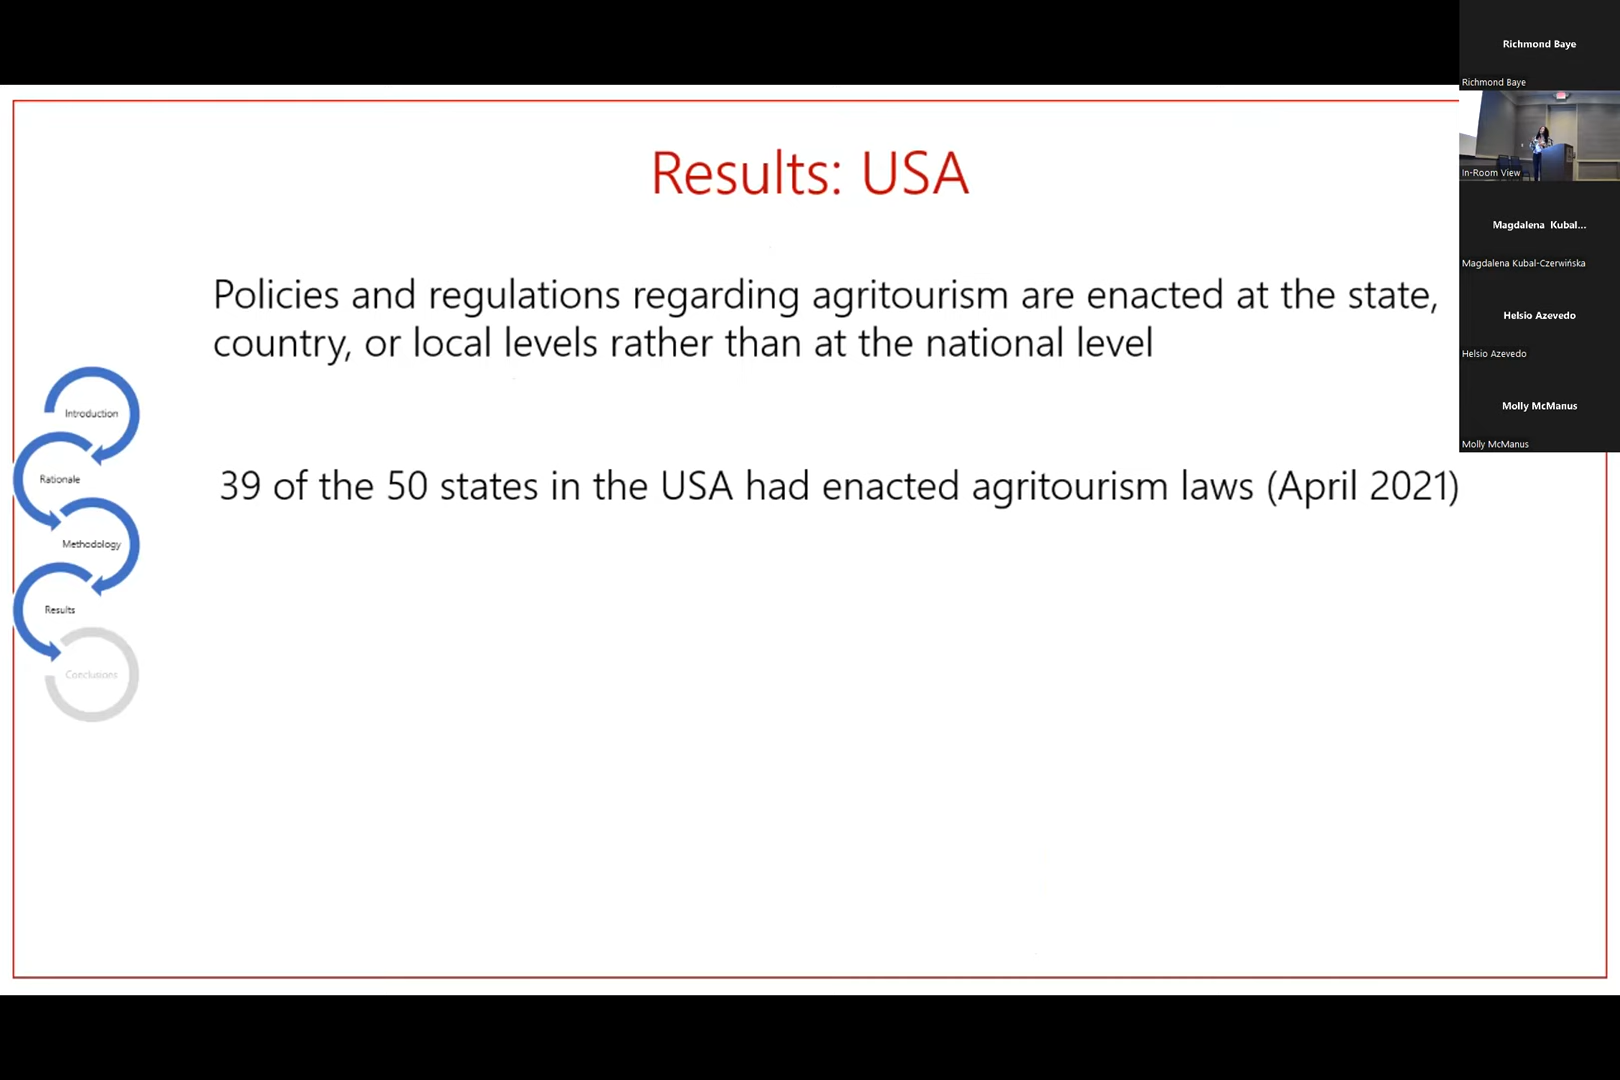 Results: USA
Policies and regulations regarding agritourism are enacted at the state,
country, or local levels rather than at the national level
39 of the 50 states in the USA had enacted agritourism laws (April 2021)
Introduction
Rationale
Methodology
Results
Conclusions
Richmond Baye
Richmond Baye
In-Room View
Magdalena Kubal...
Magdalena Kubal-Czerwińska
Helsio Azevedo
Helsio Azevedo
Molly McManus
Molly McManus